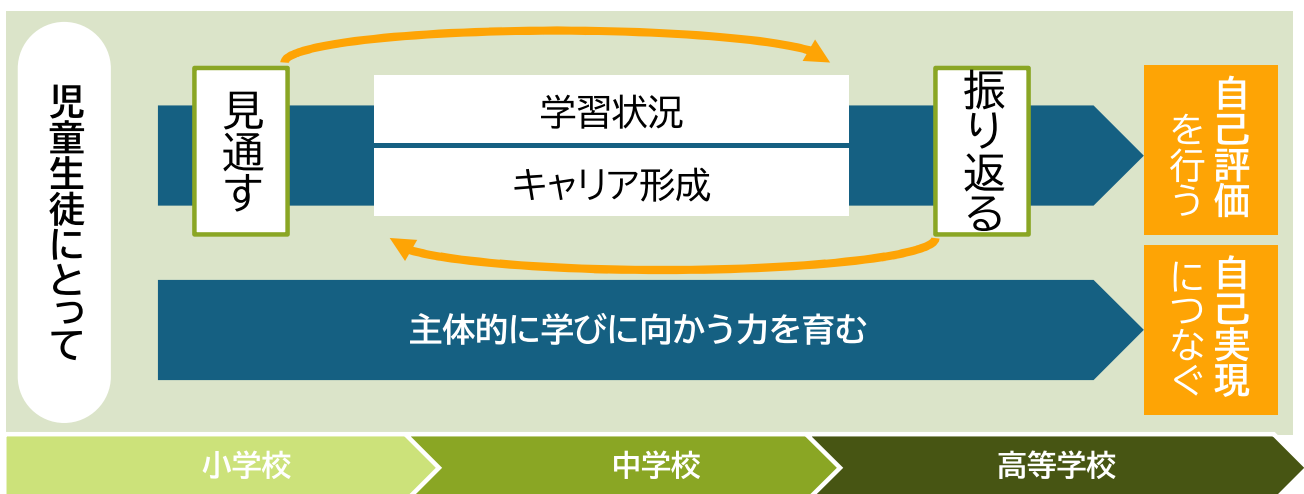 児童生徒にとって
見通す
学習状況
キャリア形成
振り返る
自己評価
を行う
主体的に学びに向かう力を育む
自己実現
につなぐ
小学校
中学校
高等学校